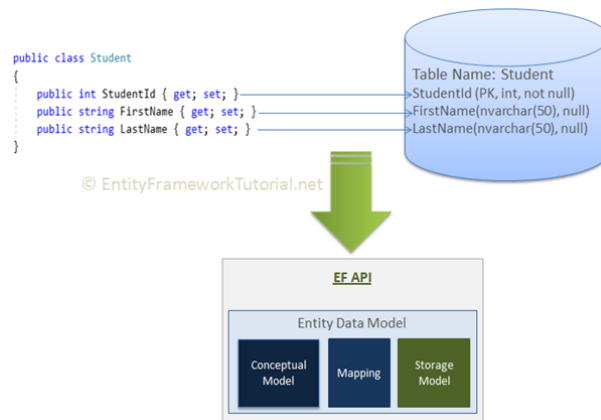 public class Student
{
public int StudentId { get; set; }
public string FirstName { get; set; }
public string LastName { get; set; }
}
Table Name: Student
StudentId (PK, int, not null)
FirstName(nvarchar(50), null)
LastName(nvarchar(50), null)
© EntityFrameworkTutorial.net
EF API
Entity Data Model
Conceptual
Model
Mapping
Storage
Model